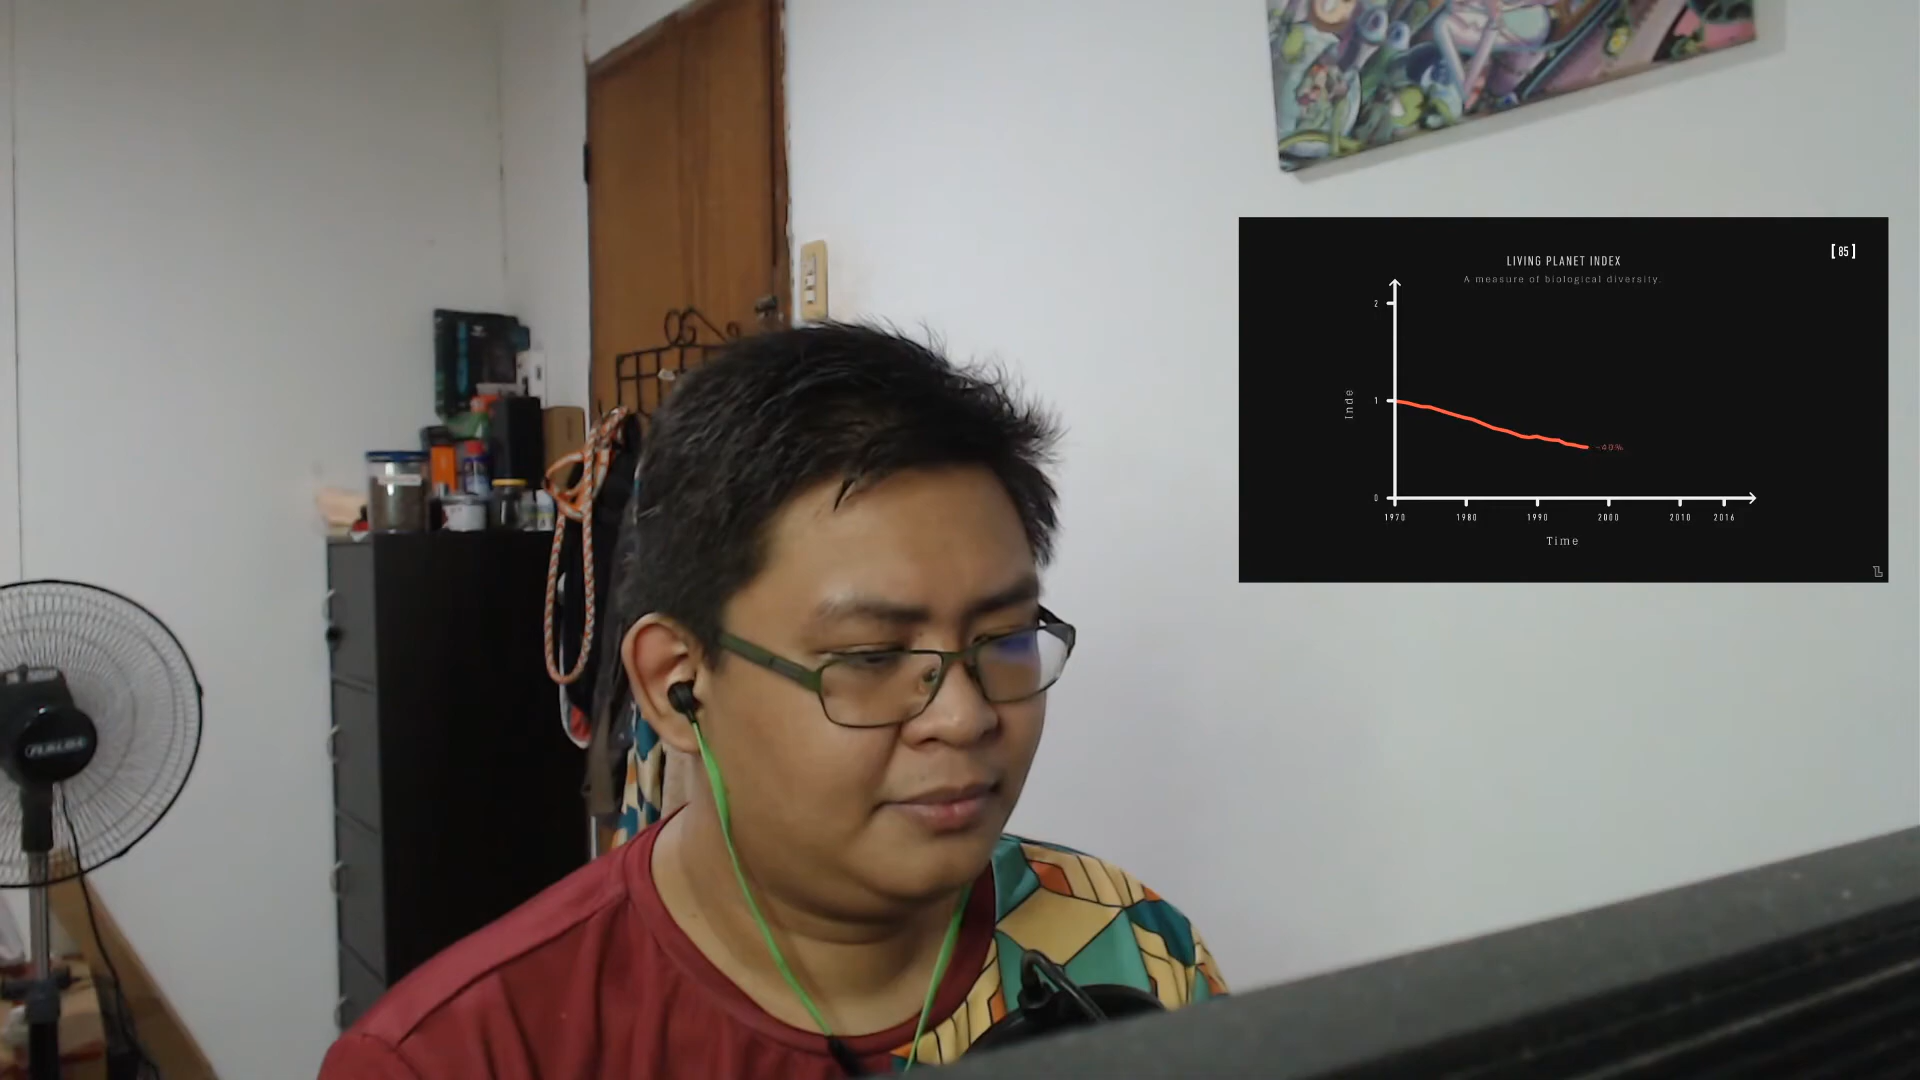 LIVING PLANET INDEX
[ 85 ]
A measure of biological diversity.
2
1
0
Inde
-40%
1970 1980 1990 2000 2010 2016
Time